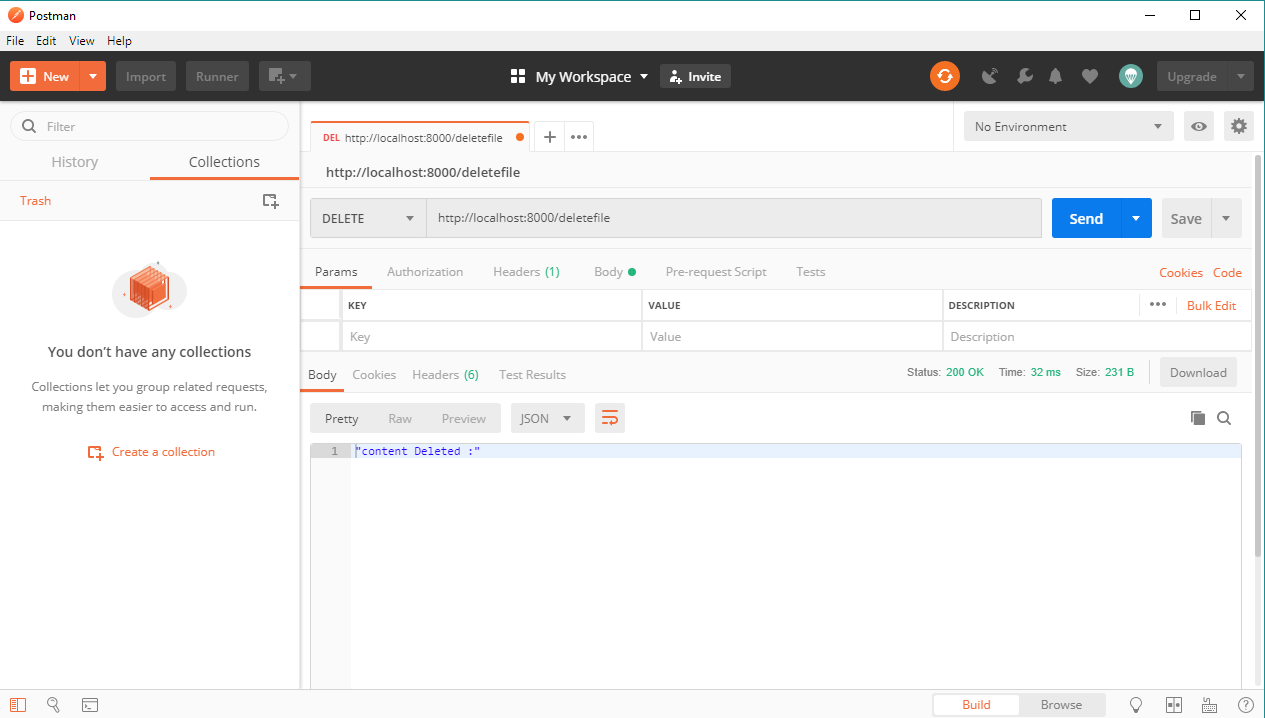 Postman
File Edit View Help
New Import Runner My Workspace Invite Upgrade
Filter
History Collections
Trash
You don't have any collections
Collections let you group related requests,
making them easier to access and run.
Create a collection
DEL http://localhost:8000/deletefile
No Environment
http://localhost:8000/deletefile
DELETE http://localhost:8000/deletefile Send Save
Params Authorization Headers (1) Body Pre-request Script Tests Cookies Code
KEY VALUE DESCRIPTION Bulk Edit
Key Value Description
Body Cookies Headers (6) Test Results Status: 200 OK Time: 32 ms Size: 231 B Download
Pretty Raw Preview JSON
1 "content Deleted :"
Build Browse